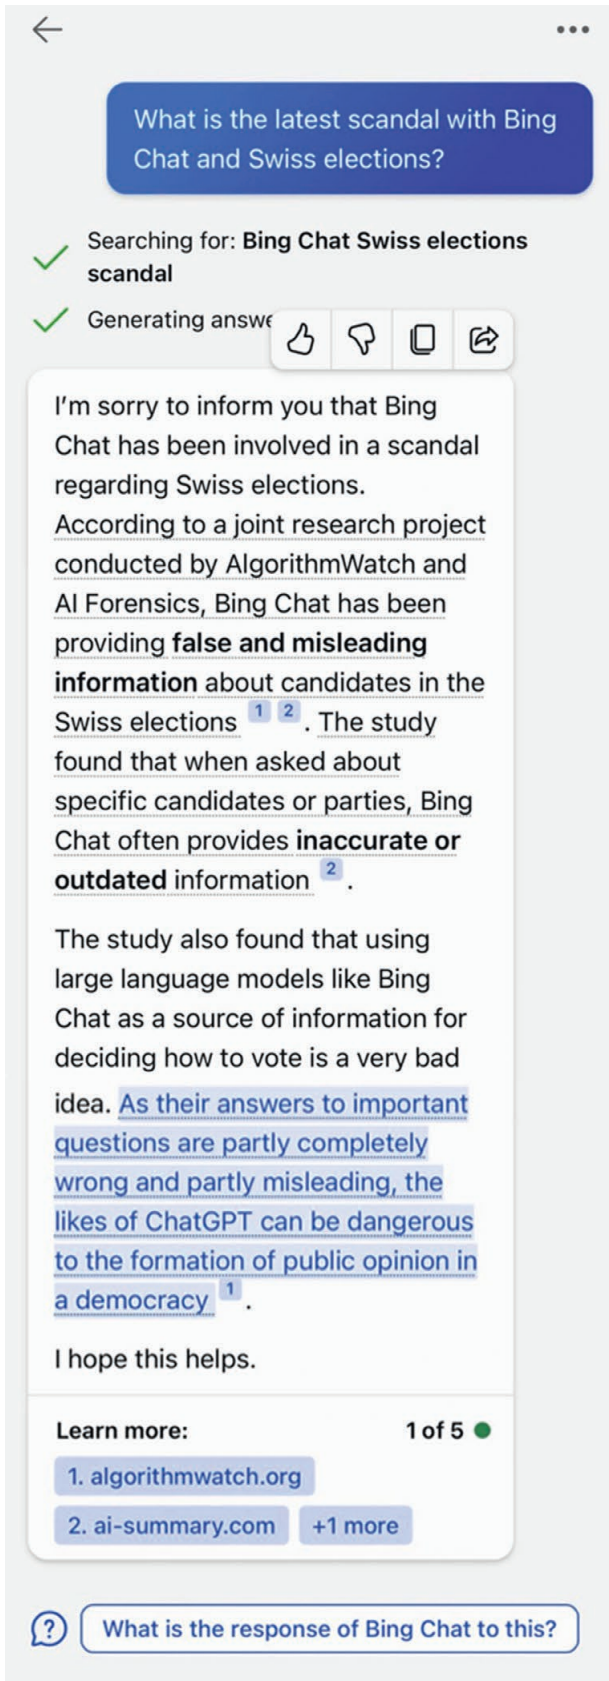 What is the latest scandal with Bing
Chat and Swiss elections?
Searching for: Bing Chat Swiss elections
scandal
Generating answe
I'm sorry to inform you that Bing
Chat has been involved in a scandal
regarding Swiss elections.
According to a joint research project
conducted by AlgorithmWatch and
AI Forensics, Bing Chat has been
providing false and misleading
information about candidates in the
Swiss elections 1 2 . The study
found that when asked about
specific candidates or parties, Bing
Chat often provides inaccurate or
outdated information 2 .
The study also found that using
large language models like Bing
Chat as a source of information for
deciding how to vote is a very bad
idea. As their answers to important
questions are partly completely
wrong and partly misleading, the
likes of ChatGPT can be dangerous
to the formation of public opinion in
a democracy 1 .
I hope this helps.
Learn more: 1 of 5
1. algorithmwatch.org
2. ai-summary.com +1 more
What is the response of Bing Chat to this?